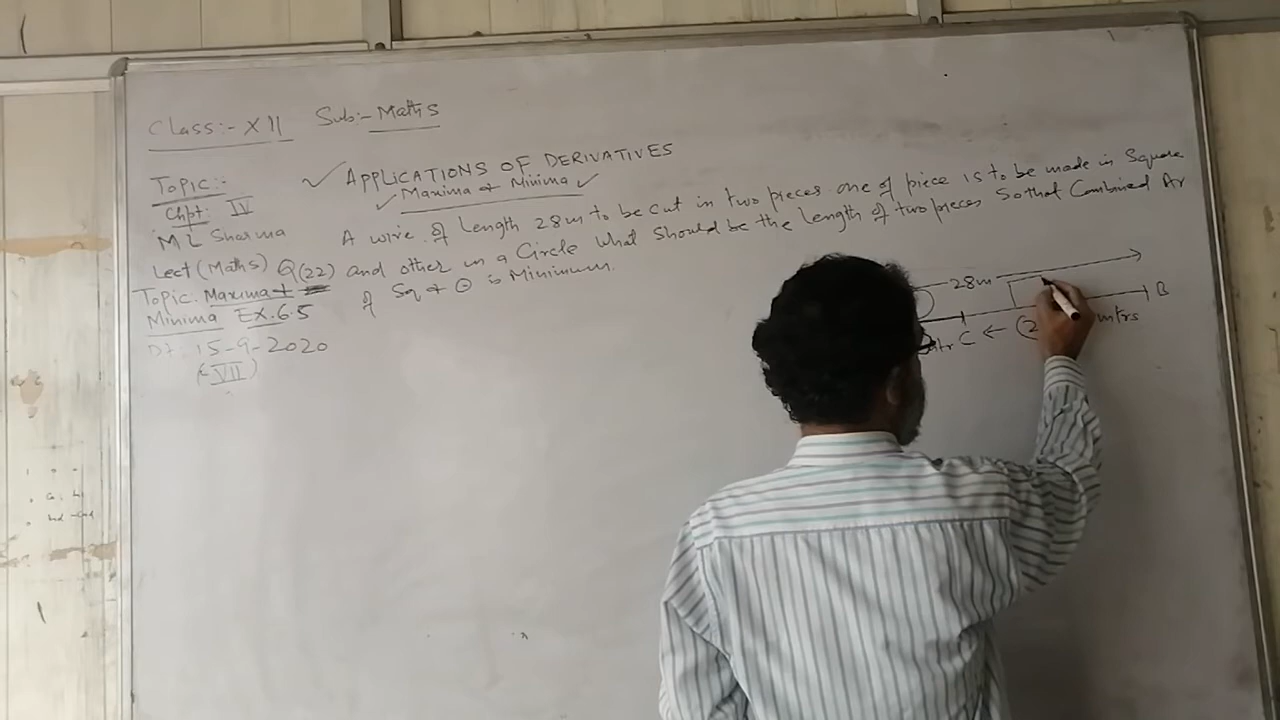 Class:- XII Sub:- Maths
Topic:- ✓ APPLICATIONS OF DERIVATIVES
✓ Maxima & Minima ✓
Chpt: IV
A wire of Length 28m to be cut in two pieces one of piece is to be made in Square
ML Sharma
Lect (Maths) Q(22) and other in a Circle What should be the Length of two pieces So that Combined Ar
of Sq & ⊙ is Minimum.
Topic. Maxima +
Minima EX.6.5
Dt. 15-9-2020
(VII)
28m
B
C ← (2
mtrs